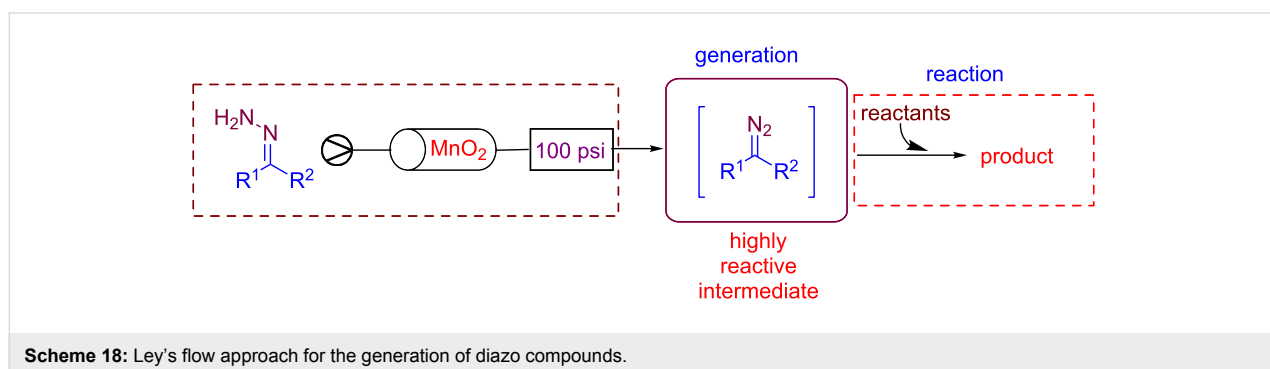 generation
reaction
H₂N
N
R¹ R²
MnO₂
100 psi
N₂
R¹ R²
reactants
product
highly
reactive
intermediate
Scheme 18: Ley's flow approach for the generation of diazo compounds.